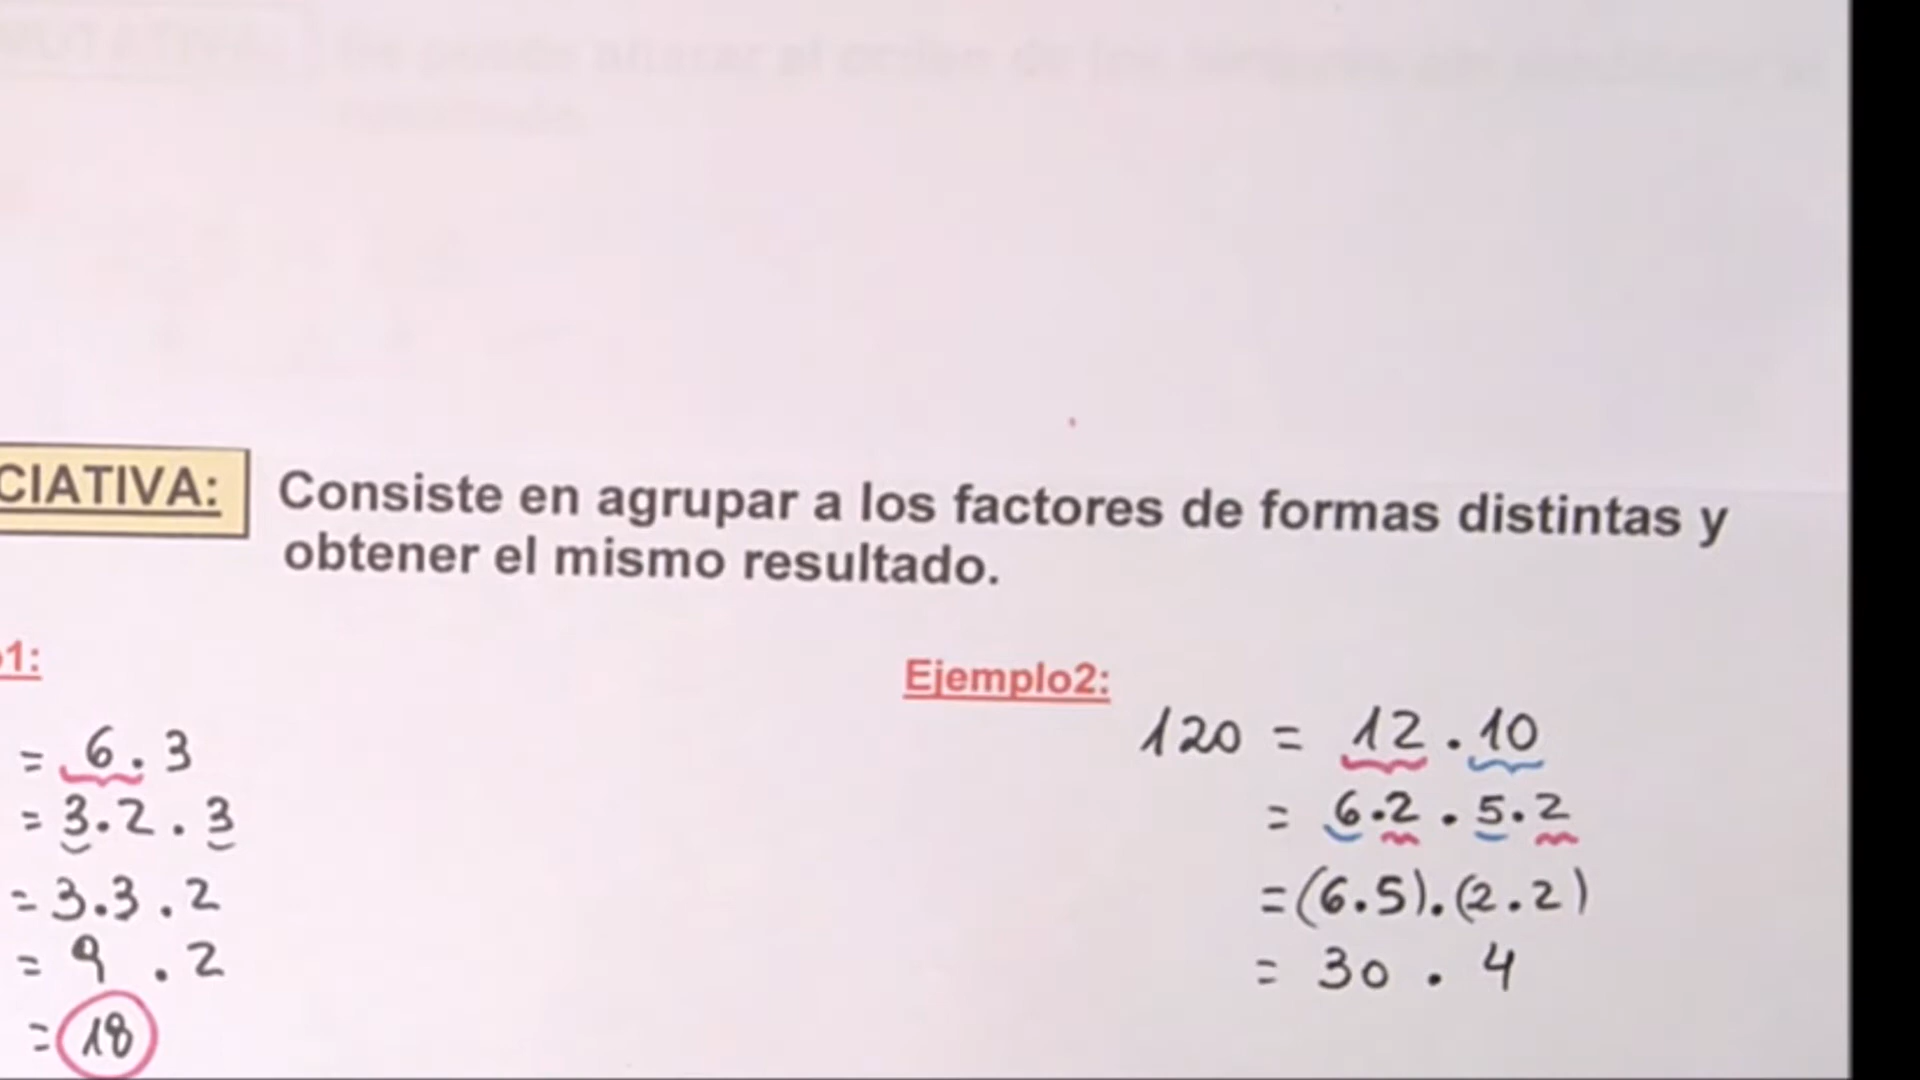 CIATIVA: Consiste en agrupar a los factores de formas distintas y
obtener el mismo resultado.
1:
= 6.3
= 3.2.3
= 3.3.2
= 9.2
= 18
Ejemplo2:
120 = 12.10
= 6.2.5.2
= (6.5).(2.2)
= 30.4